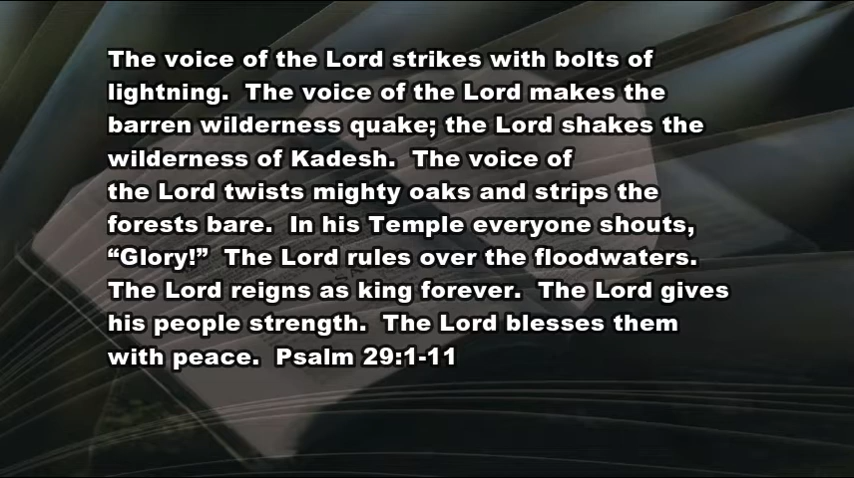 The voice of the Lord strikes with bolts of
lightning.  The voice of the Lord makes the
barren wilderness quake; the Lord shakes the
wilderness of Kadesh.  The voice of
the Lord twists mighty oaks and strips the
forests bare.  In his Temple everyone shouts,
“Glory!”  The Lord rules over the floodwaters.
The Lord reigns as king forever.  The Lord gives
his people strength.  The Lord blesses them
with peace.  Psalm 29:1-11